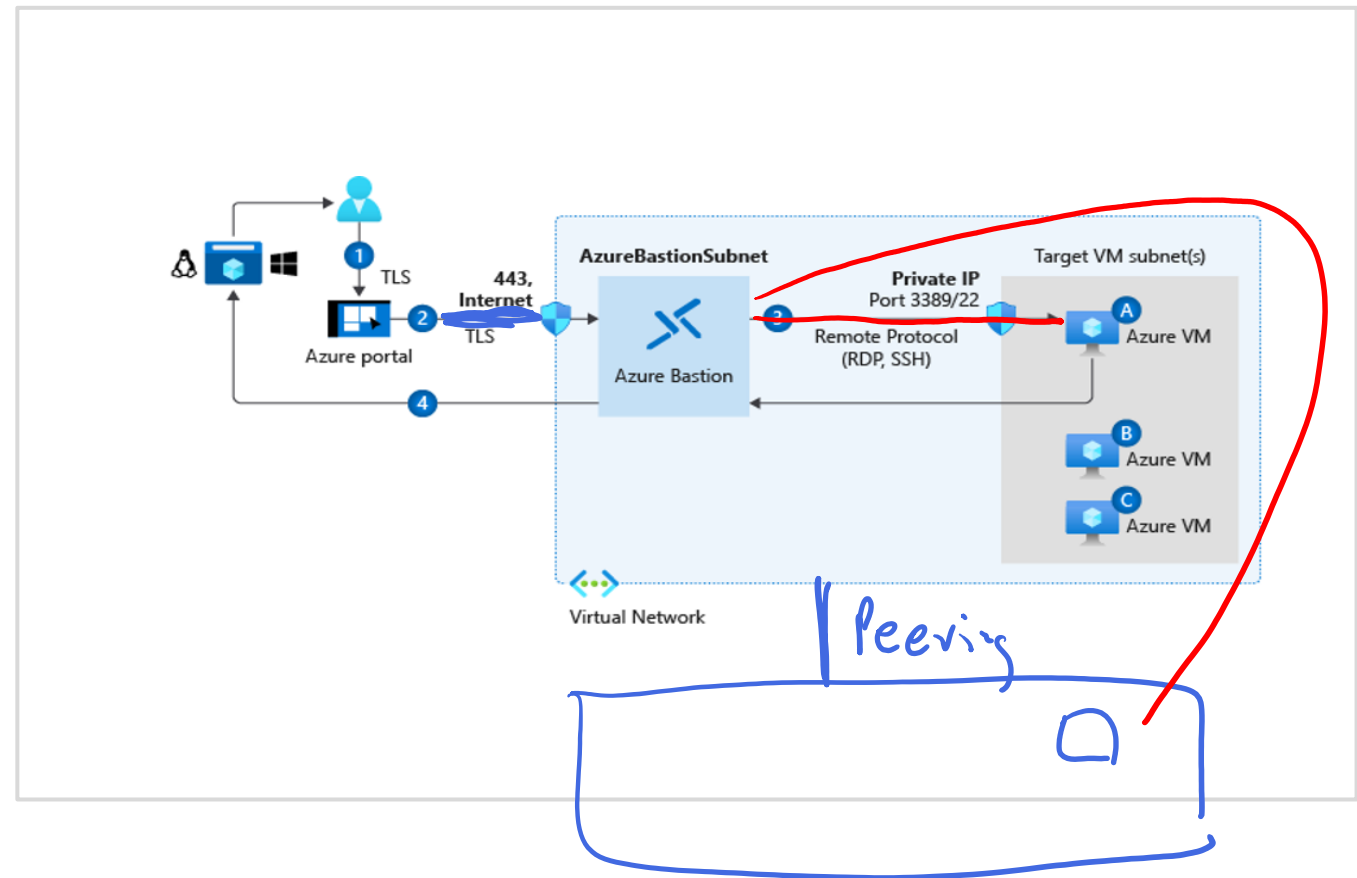 1
TLS
Azure portal
2
443,
Internet
TLS
4
AzureBastionSubnet
Azure Bastion
3
Private IP
Port 3389/22
Remote Protocol
(RDP, SSH)
Target VM subnet(s)
A
Azure VM
B
Azure VM
C
Azure VM
Virtual Network
Peering